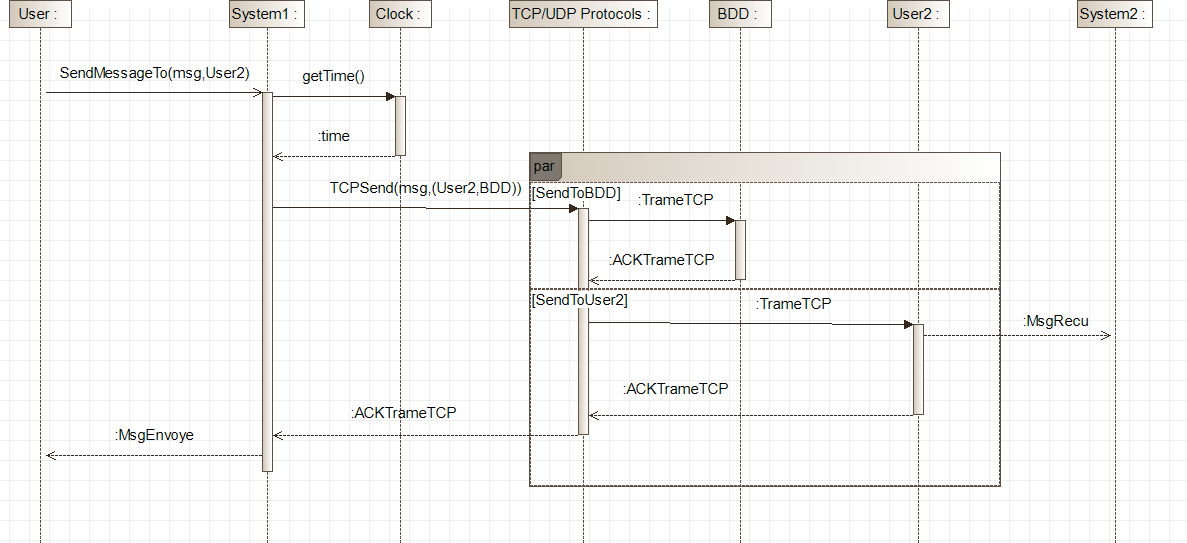 User :
System1 :
Clock :
TCP/UDP Protocols :
BDD :
User2 :
System2 :
SendMessageTo(msg,User2)
getTime()
:time
par
TCPSend(msg,(User2,BDD))
[SendToBDD]
:TrameTCP
:ACKTrameTCP
[SendToUser2]
:TrameTCP
:MsgRecu
:ACKTrameTCP
:ACKTrameTCP
:MsgEnvoye